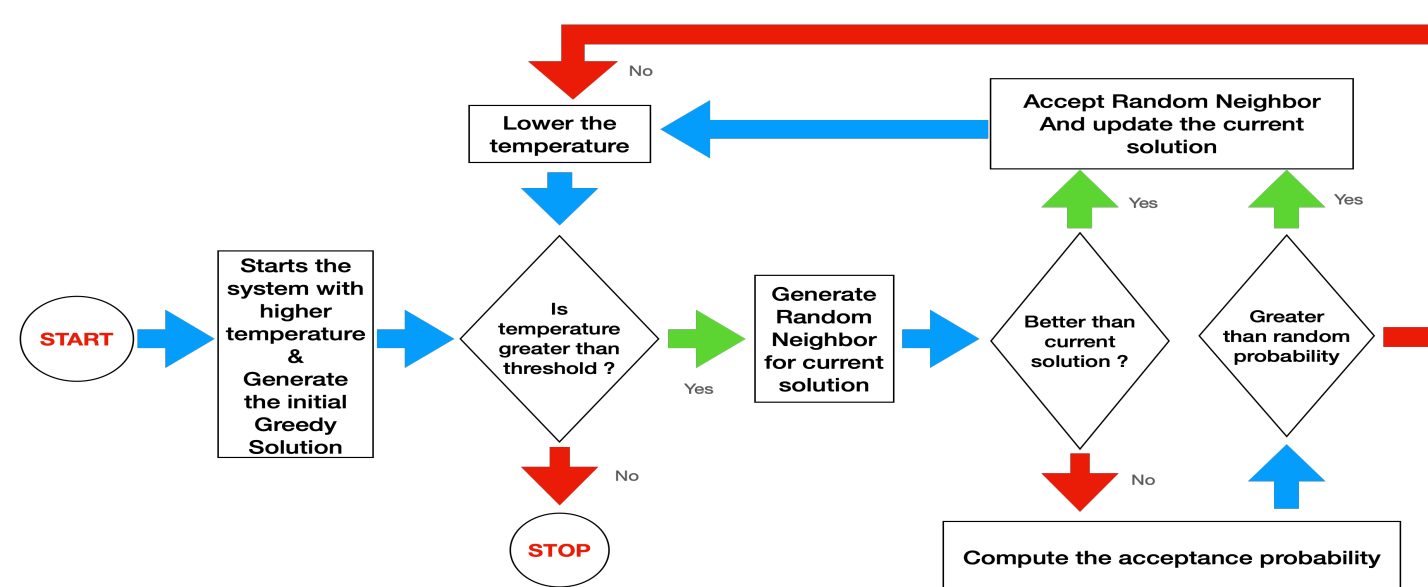 No
Lower the
temperature
Accept Random Neighbor
And update the current
solution
Yes
Yes
START
Starts the
system with
higher
temperature
&
Generate
the initial
Greedy
Solution
Is
temperature
greater than
threshold ?
Yes
Generate
Random
Neighbor
for current
solution
Better than
current
solution ?
Greater
than random
probability
No
STOP
No
Compute the acceptance probability